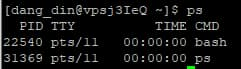 [dang_din@vpsj3IeQ ~]$ ps
  PID TTY          TIME CMD
22540 pts/11   00:00:00 bash
31369 pts/11   00:00:00 ps